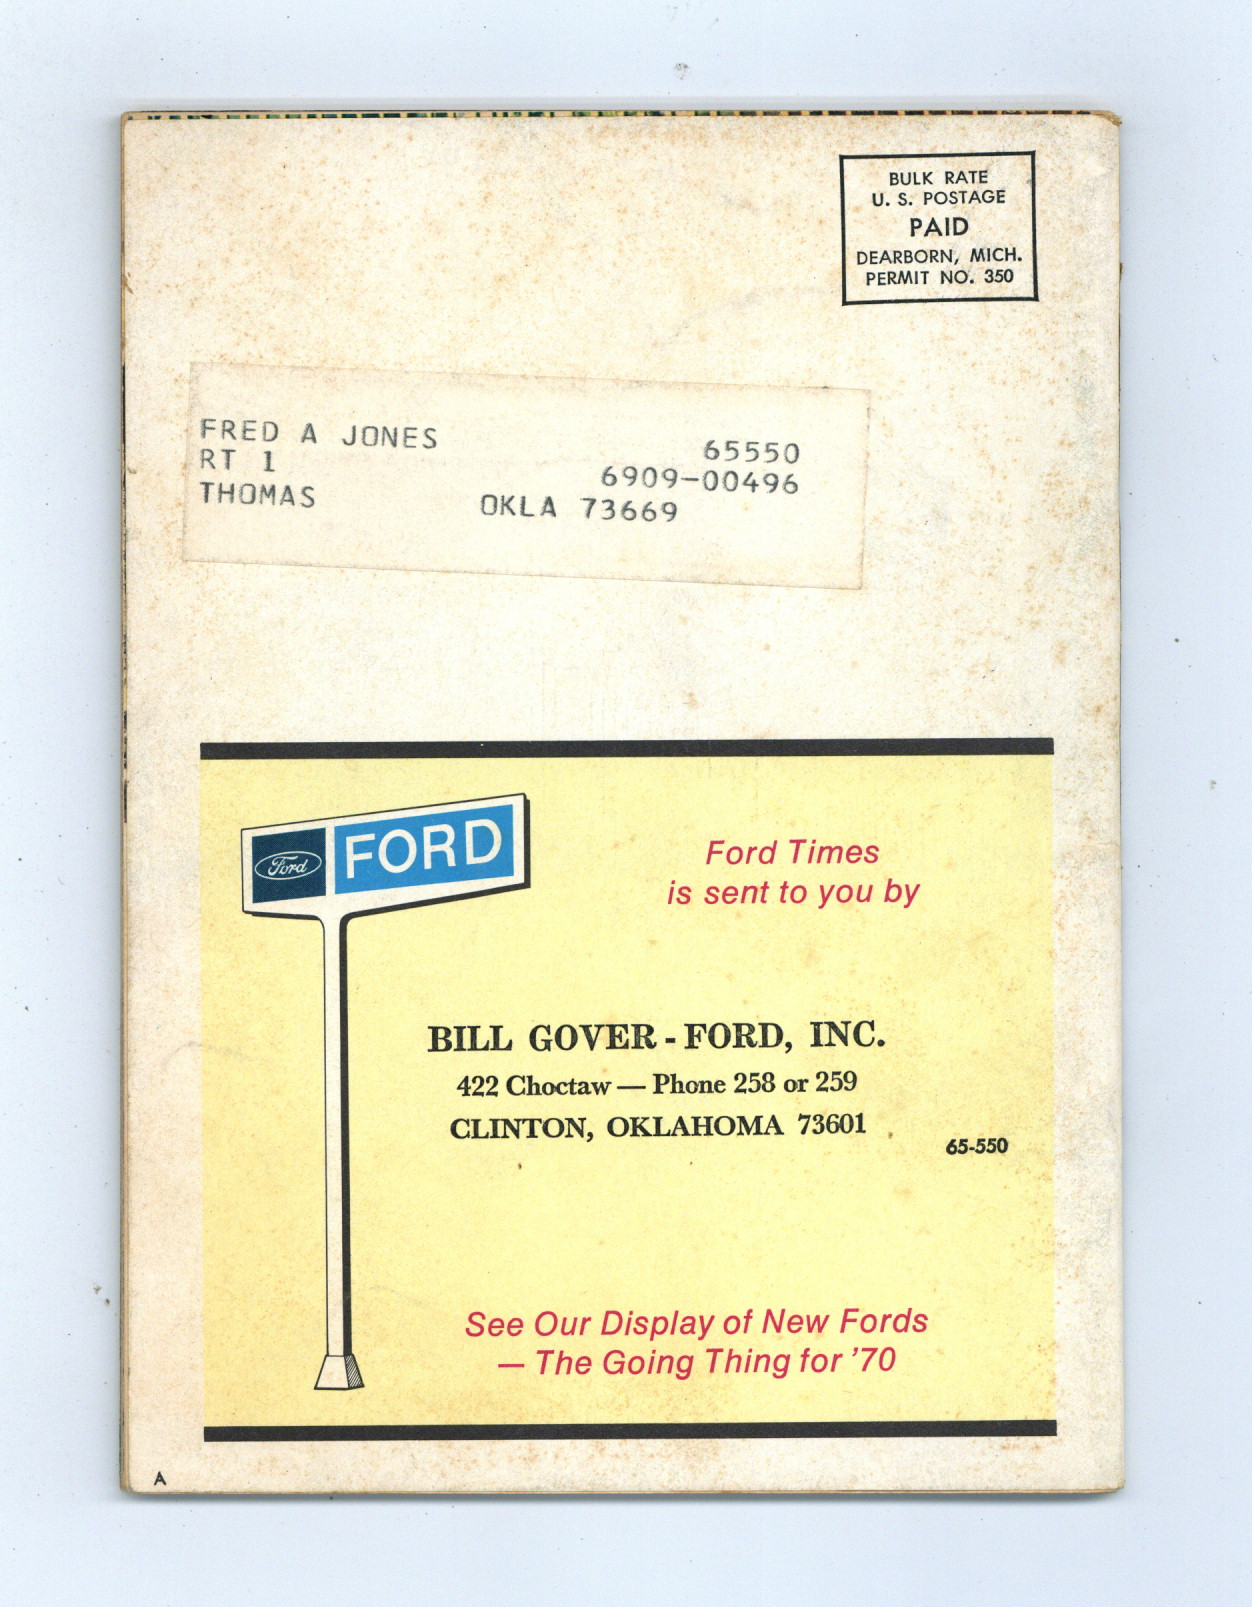 BULK RATE
U. S. POSTAGE
PAID
DEARBORN, MICH.
PERMIT NO. 350
FRED A JONES 65550
RT 1 6909-00496
THOMAS OKLA 73669
Ford FORD
Ford Times
is sent to you by
BILL GOVER - FORD, INC.
422 Choctaw — Phone 258 or 259
CLINTON, OKLAHOMA 73601
65-550
See Our Display of New Fords
— The Going Thing for '70
A